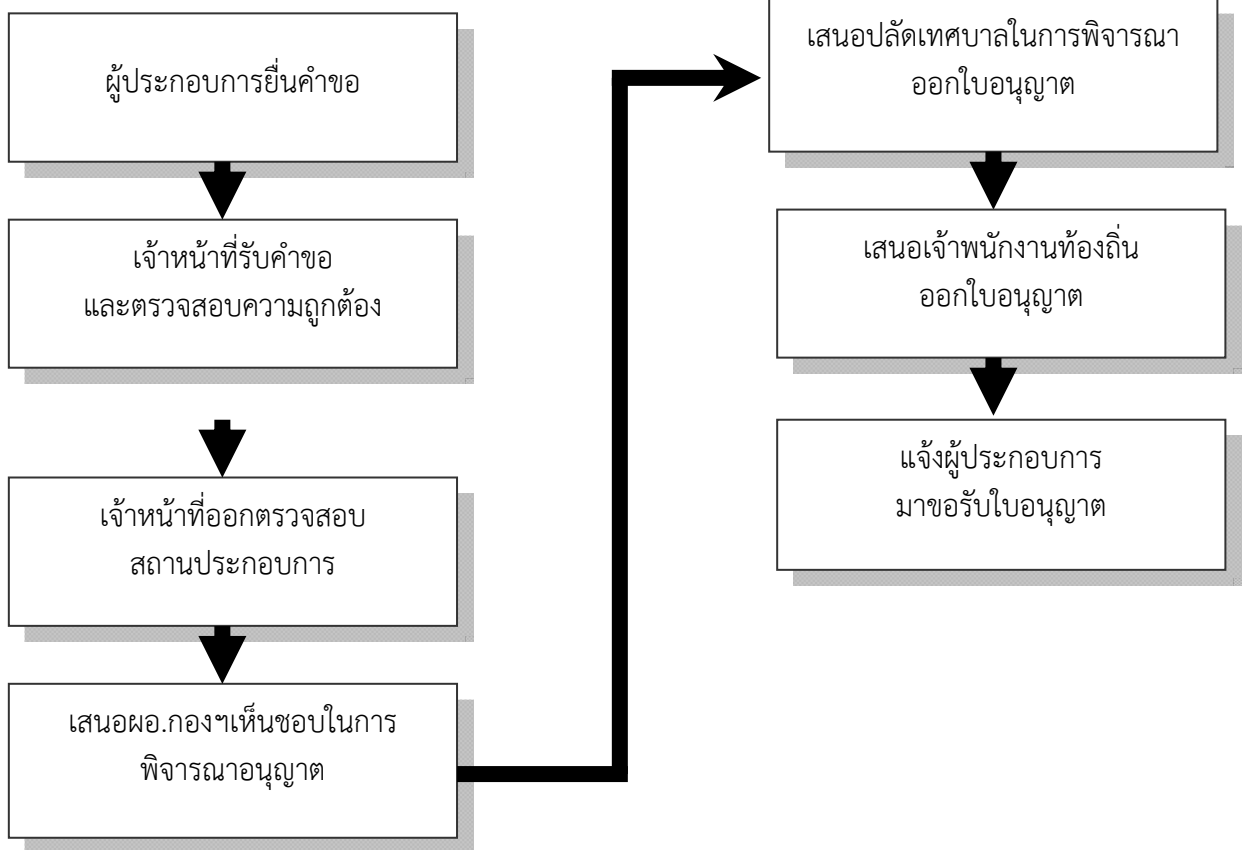 ผู้ประกอบการยื่นคำขอ
เจ้าหน้าที่รับคำขอ
และตรวจสอบความถูกต้อง
เจ้าหน้าที่ออกตรวจสอบ
สถานประกอบการ
เสนอผอ.กองฯเห็นชอบในการ
พิจารณาอนุญาต
เสนอปลัดเทศบาลในการพิจารณา
ออกใบอนุญาต
เสนอเจ้าพนักงานท้องถิ่น
ออกใบอนุญาต
แจ้งผู้ประกอบการ
มาขอรับใบอนุญาต